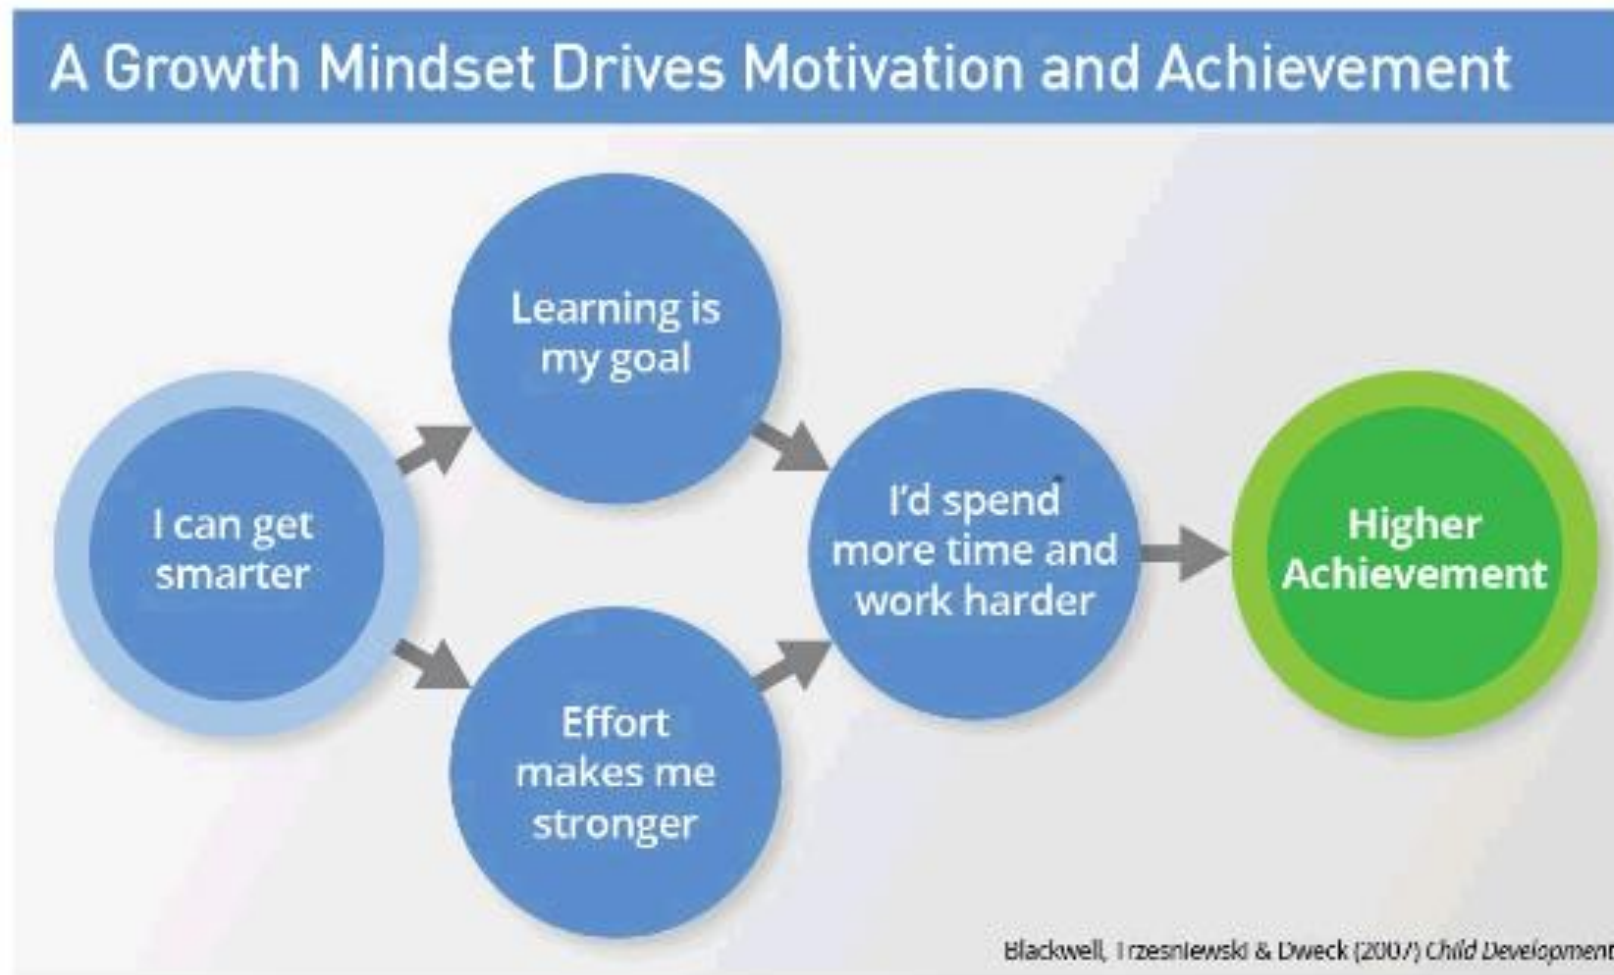 A Growth Mindset Drives Motivation and Achievement
I can get
smarter
Learning is
my goal
Effort
makes me
stronger
I'd spend
more time and
work harder
Higher
Achievement
Blackwell, Trzesniewski & Dweck (2007) Child Development